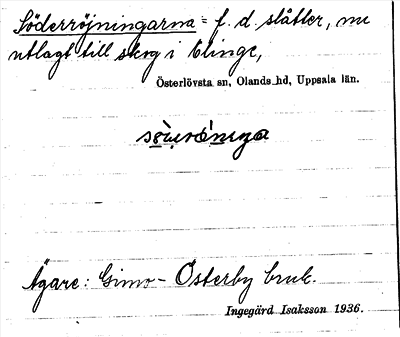 Söderröjningarna = f. d. slåtter, nu
utlagt till skog i Elinge,
Österlövsta sn, Olands hd, Uppsala län.
Ägare: Gimo-Österby bruk.
Ingegärd Isaksson 1936.